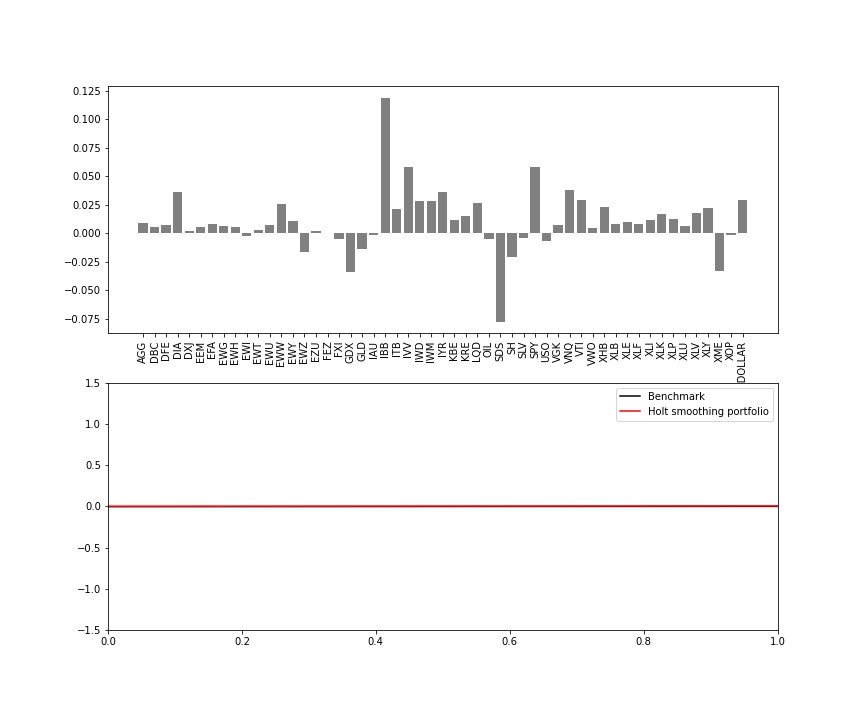 0.125
0.100
0.075
0.050
0.025
0.000
−0.025
−0.050
−0.075
AGG
DBC
DFE
DIA
DXJ
EEM
EFA
EWG
EWH
EWI
EWT
EWU
EWW
EWY
EWZ
EZU
FEZ
FXI
GDX
GLD
IAU
IBB
ITB
IVV
IWD
IWM
IYR
KBE
KRE
LQD
OIL
SDS
SH
SLV
SPY
USO
VGK
VNQ
VTI
VWO
XHB
XLB
XLE
XLF
XLI
XLK
XLP
XLU
XLV
XLY
XME
XOP
DOLLAR
1.5
1.0
0.5
0.0
−0.5
−1.0
−1.5
Benchmark
Holt smoothing portfolio
0.0
0.2
0.4
0.6
0.8
1.0